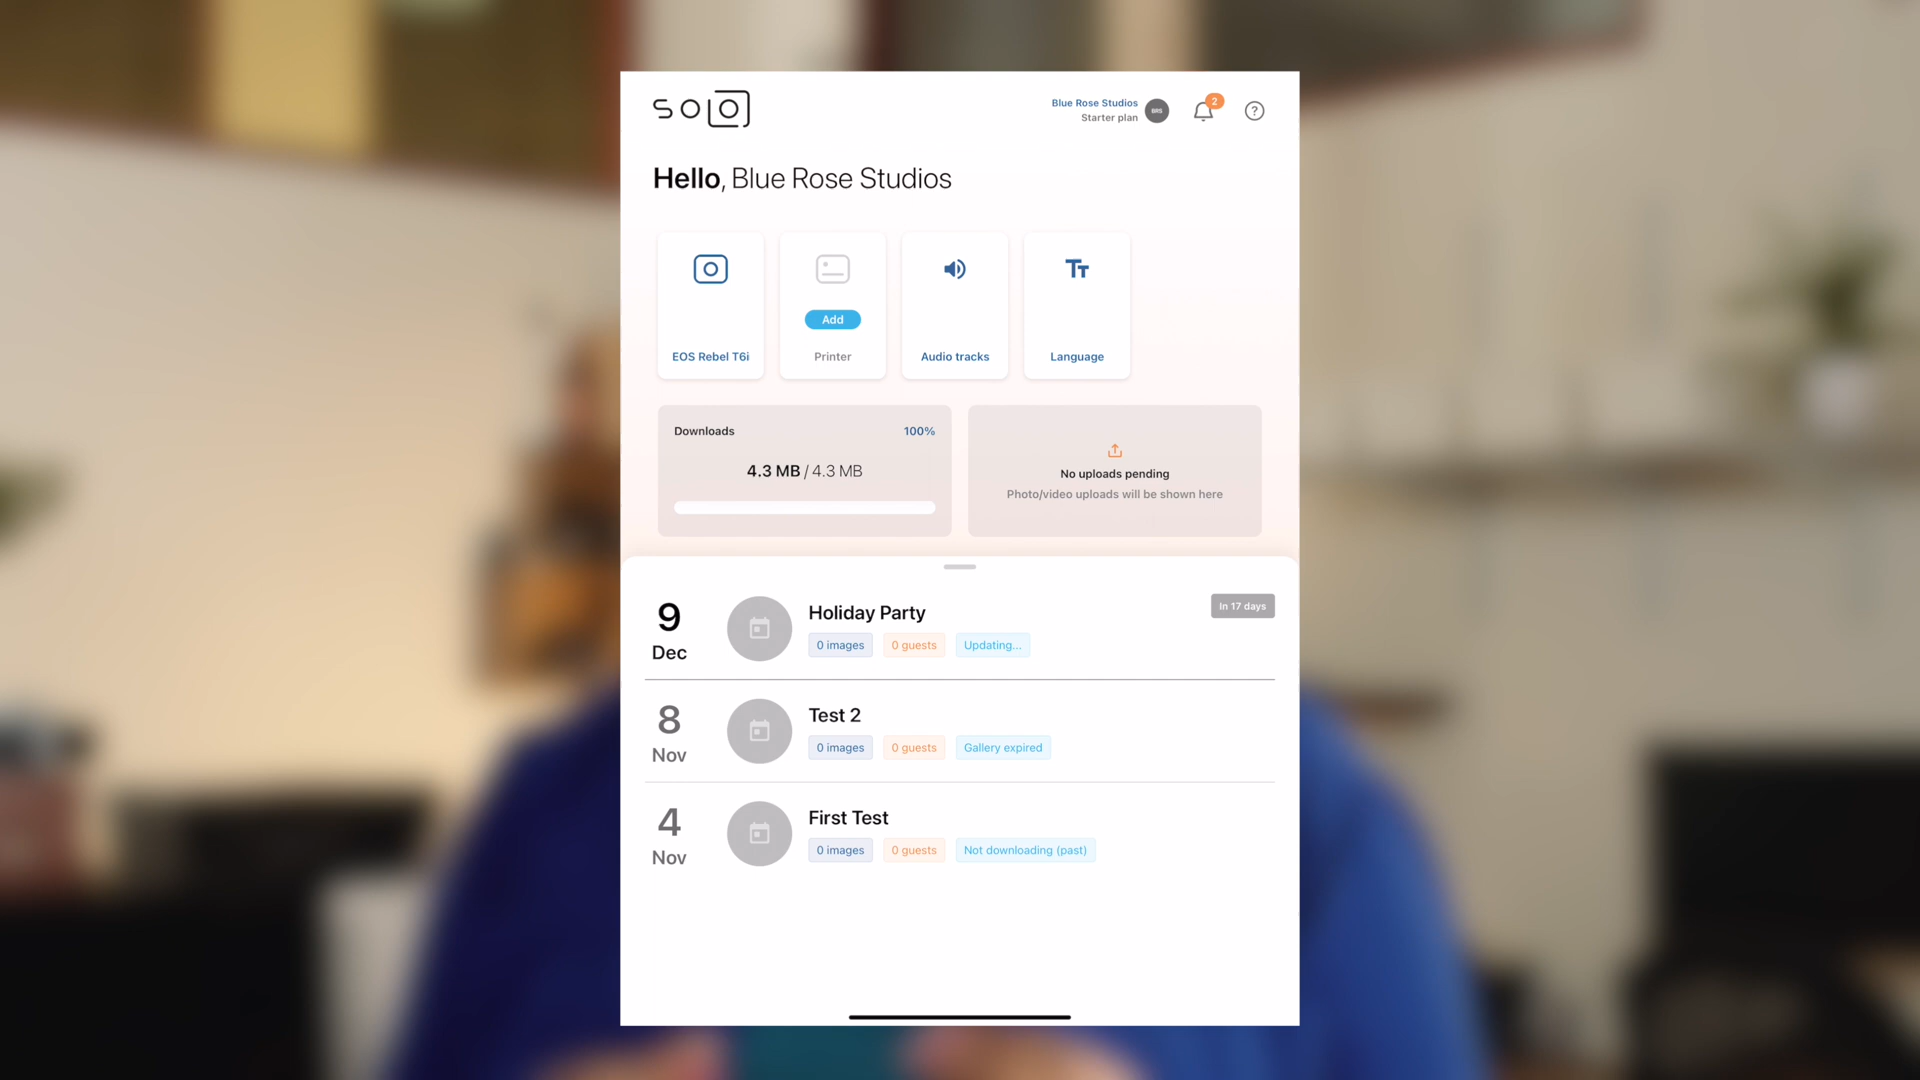 SOLO
Blue Rose Studios
Starter plan
BRS
2
?
Hello, Blue Rose Studios
EOS Rebel T6i
Add
Printer
Audio tracks
Tт
Language
Downloads
100%
4.3 MB / 4.3 MB
No uploads pending
Photo/video uploads will be shown here
9
Dec
Holiday Party
In 17 days
0 images
0 guests
Updating...
8
Nov
Test 2
0 images
0 guests
Gallery expired
4
Nov
First Test
0 images
0 guests
Not downloading (past)